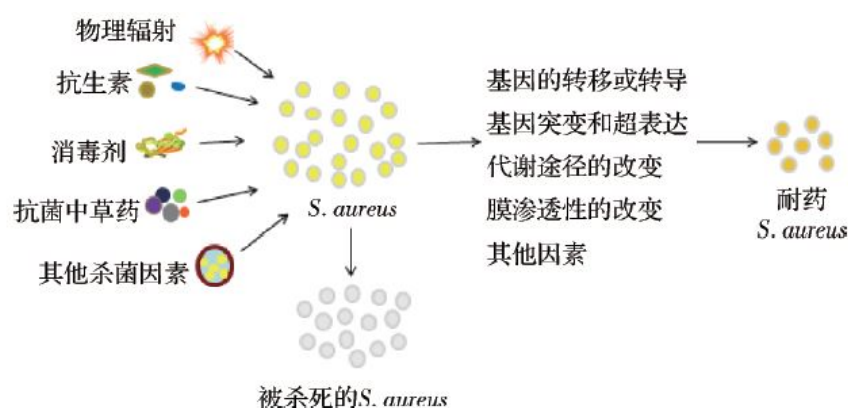 物理辐射
抗生素
消毒剂
抗菌中草药
其他杀菌因素
S. aureus
被杀死的S. aureus
基因的转移或转导
基因突变和超表达
代谢途径的改变
膜渗透性的改变
其他因素
耐药
S. aureus